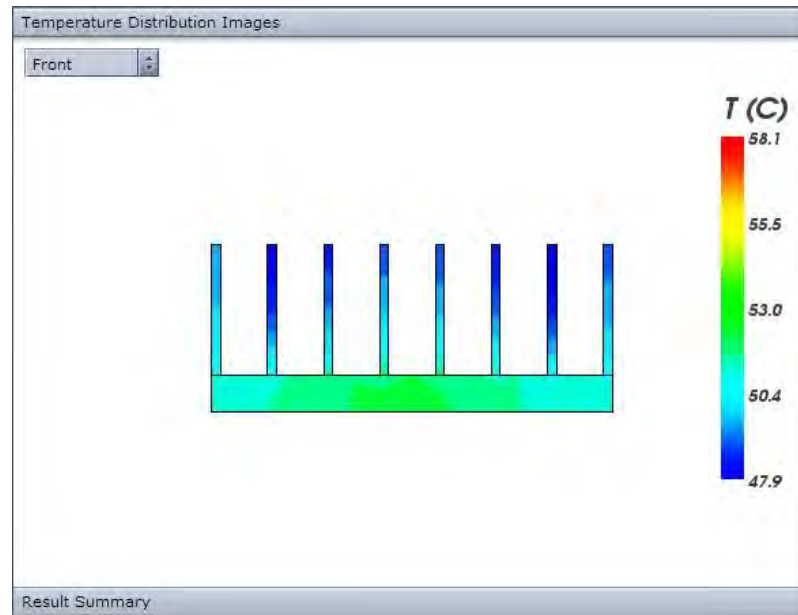 Temperature Distribution Images
Front
T (C)
58.1
55.5
53.0
50.4
47.9
Result Summary